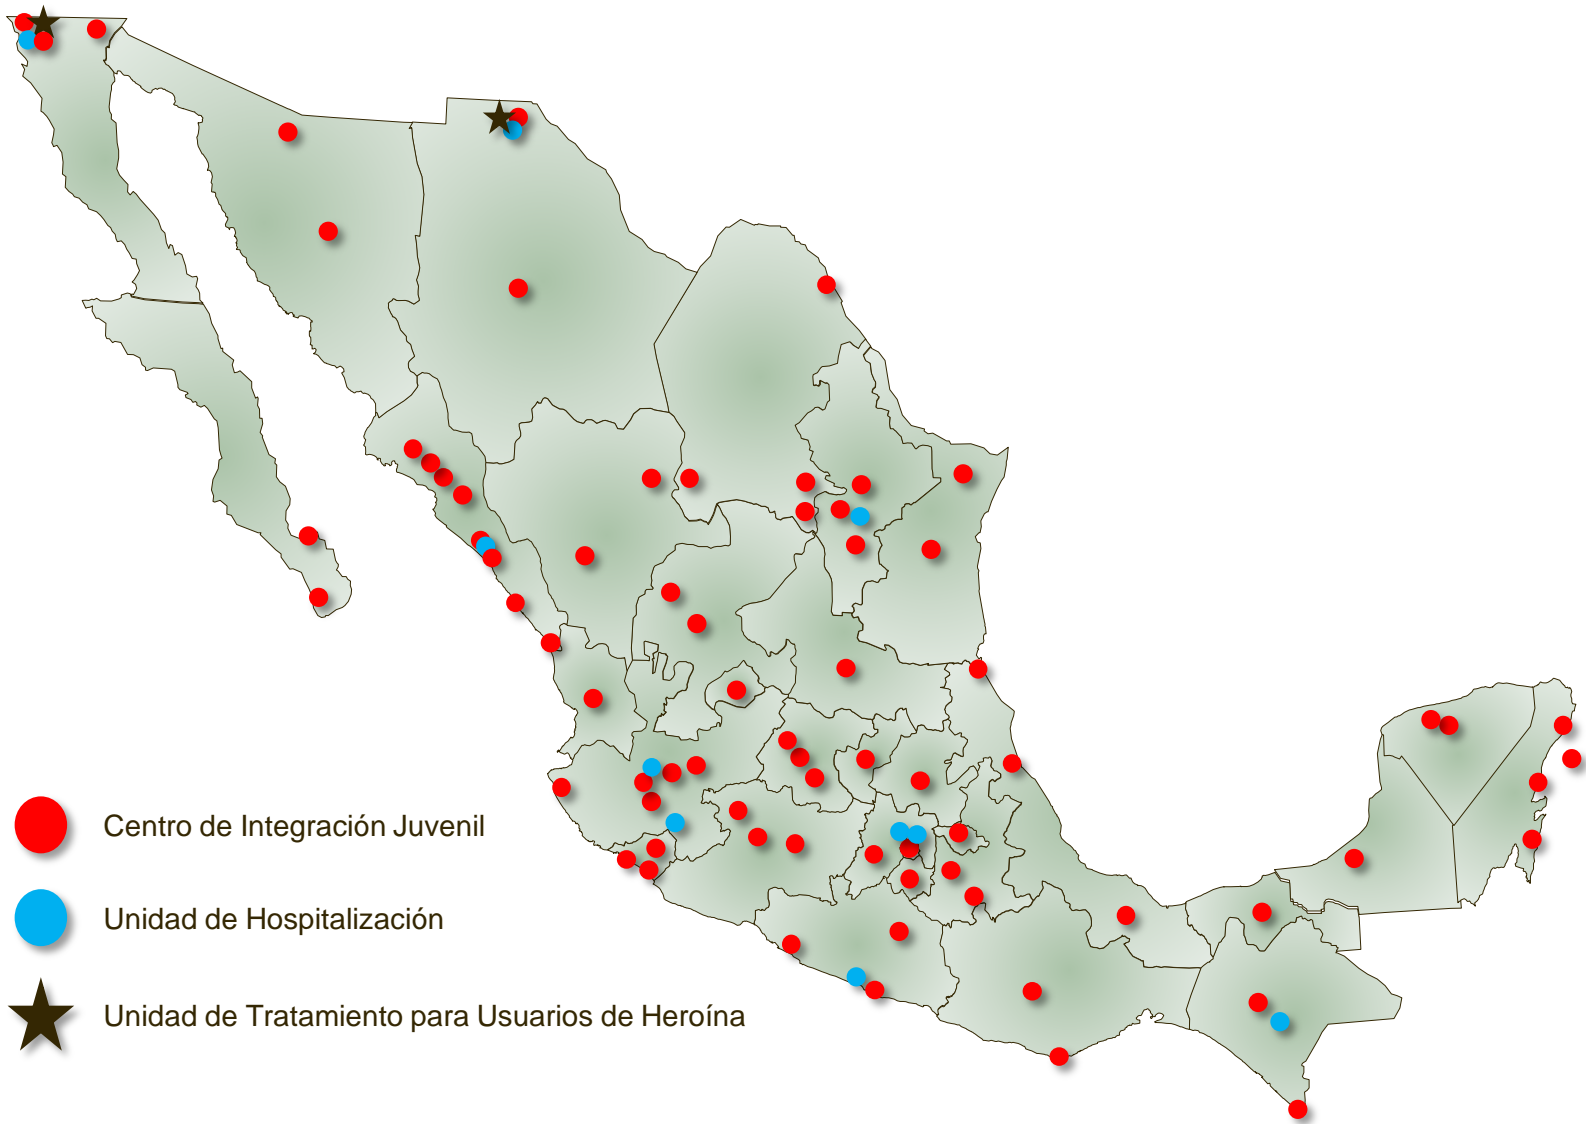 Centro de Integración Juvenil
Unidad de Hospitalización
Unidad de Tratamiento para Usuarios de Heroína